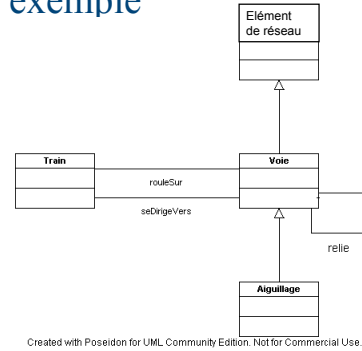 exemple
Elément
de réseau
Train
Voie
rouleSur
seDirigeVers
relie
Aiguillage
Created with Poseidon for UML Community Edition. Not for Commercial Use.